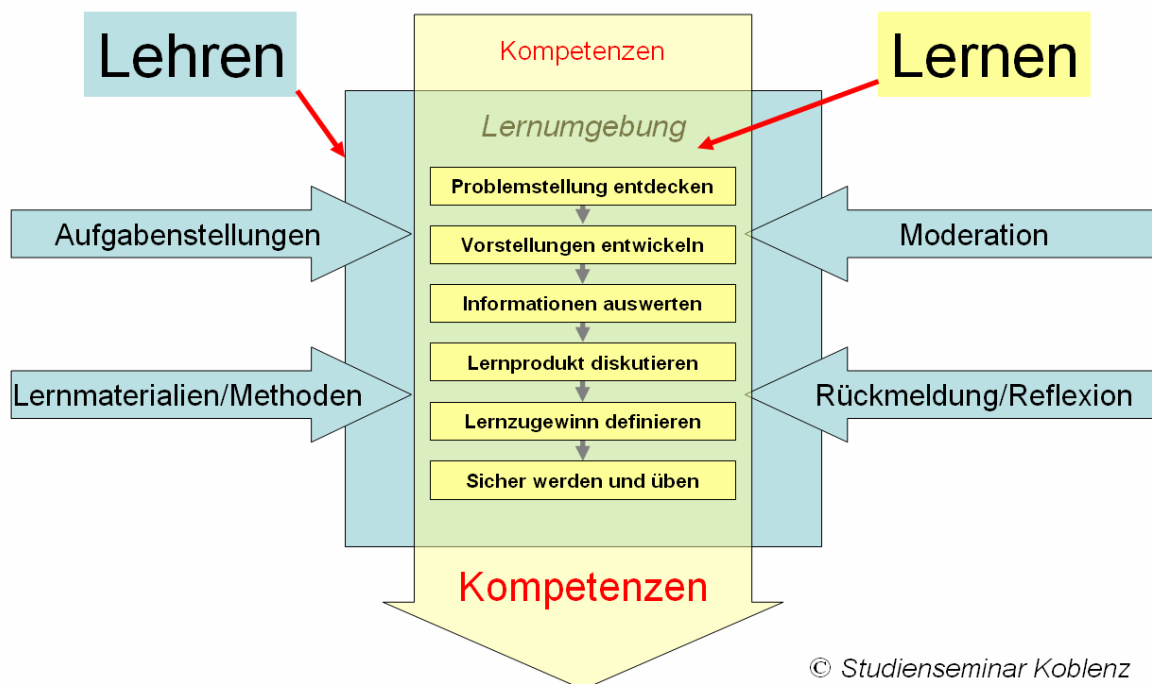 Lehren
Kompetenzen
Lernen
Lernumgebung
Problemstellung entdecken
Aufgabenstellungen
Vorstellungen entwickeln
Moderation
Informationen auswerten
Lernprodukt diskutieren
Lernmaterialien/Methoden
Rückmeldung/Reflexion
Lernzugewinn definieren
Sicher werden und üben
Kompetenzen
© Studienseminar Koblenz